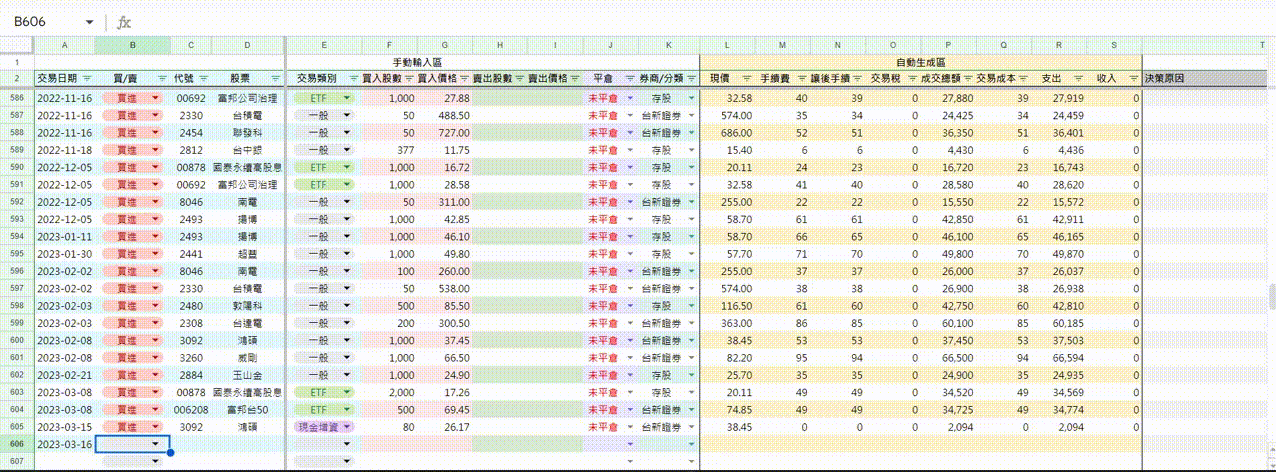 B606 fx
A B C D E F G H I J K L M N O P Q R S T
1 手動輸入區 自動生成區
2 交易日期 買/賣 代號 股票 交易類別 買入股數 買入價格 賣出股數 賣出價格 平倉 券商/分類 現價 手續費 讓後手續 交易稅 成交總額 交易成本 支出 收入 決策原因
586 2022-11-16 買進 00692 富邦公司治理 ETF 1,000 27.88 未平倉 存股 32.58 40 39 0 27,880 39 27,919 0
587 2022-11-16 買進 2330 台積電 一般 50 488.50 未平倉 台新證券 574.00 35 34 0 24,425 34 24,459 0
588 2022-11-16 買進 2454 聯發科 一般 50 727.00 未平倉 台新證券 686.00 52 51 0 36,350 51 36,401 0
589 2022-11-18 買進 2812 台中銀 一般 377 11.75 未平倉 存股 15.40 6 6 0 4,430 6 4,436 0
590 2022-12-05 買進 00878 國泰永續高股息 ETF 1,000 16.72 未平倉 存股 20.11 24 23 0 16,720 23 16,743 0
591 2022-12-05 買進 00692 富邦公司治理 ETF 1,000 28.58 未平倉 存股 32.58 41 40 0 28,580 40 28,620 0
592 2022-12-05 買進 8046 南電 一般 50 311.00 未平倉 台新證券 255.00 22 22 0 15,550 22 15,572 0
593 2022-12-05 買進 2493 揚博 一般 1,000 42.85 未平倉 存股 58.70 61 61 0 42,850 61 42,911 0
594 2023-01-11 買進 2493 揚博 一般 1,000 46.10 未平倉 存股 58.70 66 65 0 46,100 65 46,165 0
595 2023-01-30 買進 2441 超豐 一般 1,000 49.80 未平倉 存股 57.70 71 70 0 49,800 70 49,870 0
596 2023-02-02 買進 8046 南電 一般 100 260.00 未平倉 台新證券 255.00 37 37 0 26,000 37 26,037 0
597 2023-02-02 買進 2330 台積電 一般 50 538.00 未平倉 台新證券 574.00 38 38 0 26,900 38 26,938 0
598 2023-02-03 買進 2480 敦陽科 一般 500 85.50 未平倉 存股 116.50 61 60 0 42,750 60 42,810 0
599 2023-02-03 買進 2308 台達電 一般 200 300.50 未平倉 台新證券 363.00 86 85 0 60,100 85 60,185 0
600 2023-02-08 買進 3092 鴻碩 一般 1,000 37.45 未平倉 台新證券 38.45 53 53 0 37,450 53 37,503 0
601 2023-02-08 買進 3260 威剛 一般 1,000 66.50 未平倉 台新證券 82.20 95 94 0 66,500 94 66,594 0
602 2023-02-21 買進 2884 玉山金 一般 1,000 24.90 未平倉 台新證券 25.70 35 35 0 24,900 35 24,935 0
603 2023-03-08 買進 00878 國泰永續高股息 ETF 2,000 17.26 未平倉 存股 20.11 49 49 0 34,520 49 34,569 0
604 2023-03-08 買進 006208 富邦台50 ETF 500 69.45 未平倉 台新證券 74.85 49 49 0 34,725 49 34,774 0
605 2023-03-15 買進 3092 鴻碩 現金增資 80 26.17 未平倉 台新證券 38.45 0 0 0 2,094 0 2,094 0
606 2023-03-16
607